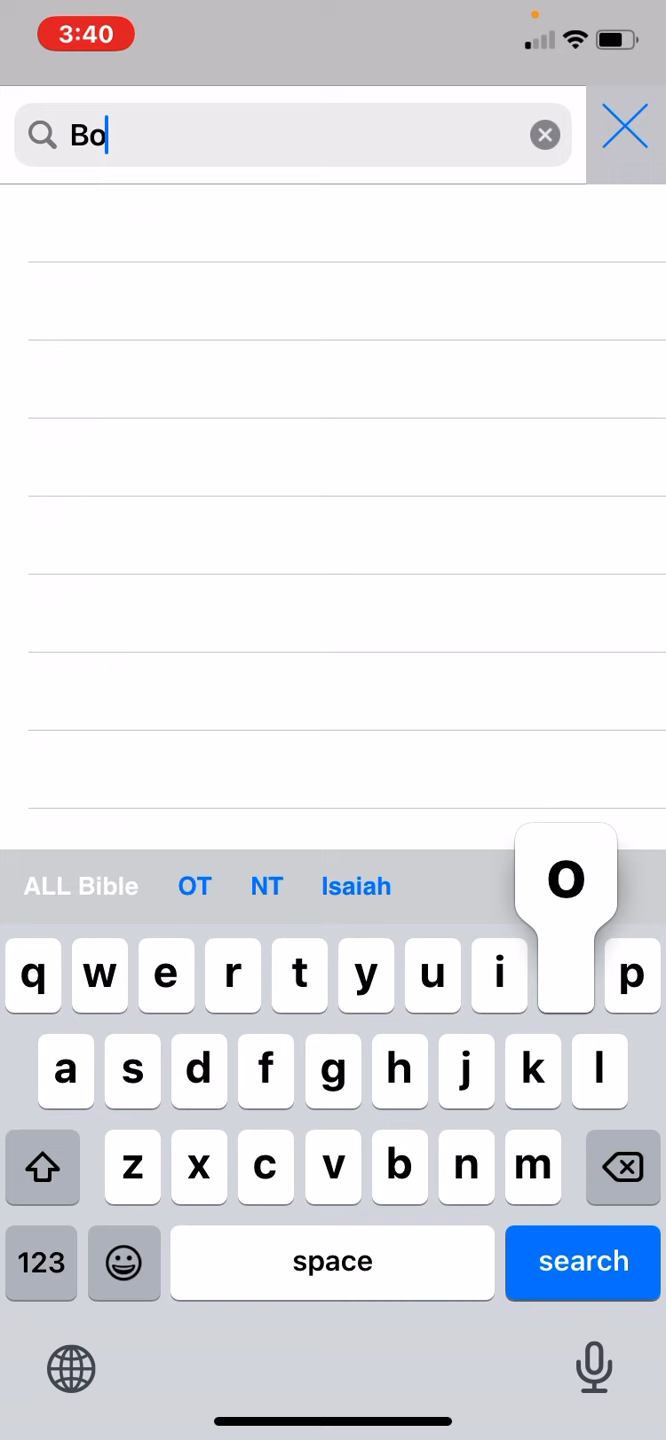 3:40
Bo
ALL Bible OT NT Isaiah
o
q w e r t y u i p
a s d f g h j k l
z x c v b n m
123 space search